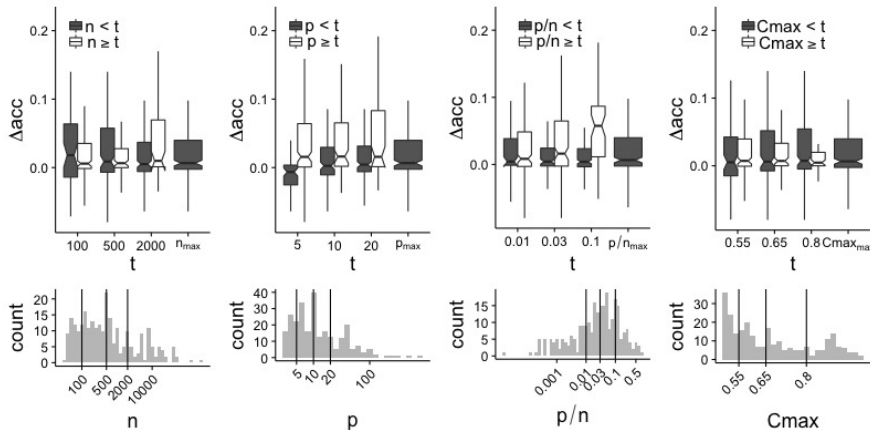 n < t
n ≥ t
Δacc
0.2
0.1
0.0
100 500 2000 nmax
t
p < t
p ≥ t
Δacc
0.2
0.1
0.0
5 10 20 pmax
t
p/n < t
p/n ≥ t
Δacc
0.2
0.1
0.0
0.01 0.03 0.1 p/nmax
t
Cmax < t
Cmax ≥ t
Δacc
0.2
0.1
0.0
0.55 0.65 0.8 Cmaxmax
t
count
20
15
10
5
0
100 500 2000 10000
n
count
40
30
20
10
0
5 10 20 100
p
count
15
10
5
0
0.001 0.01 0.03 0.1 0.5
p/n
count
30
20
10
0
0.55 0.65 0.8
Cmax